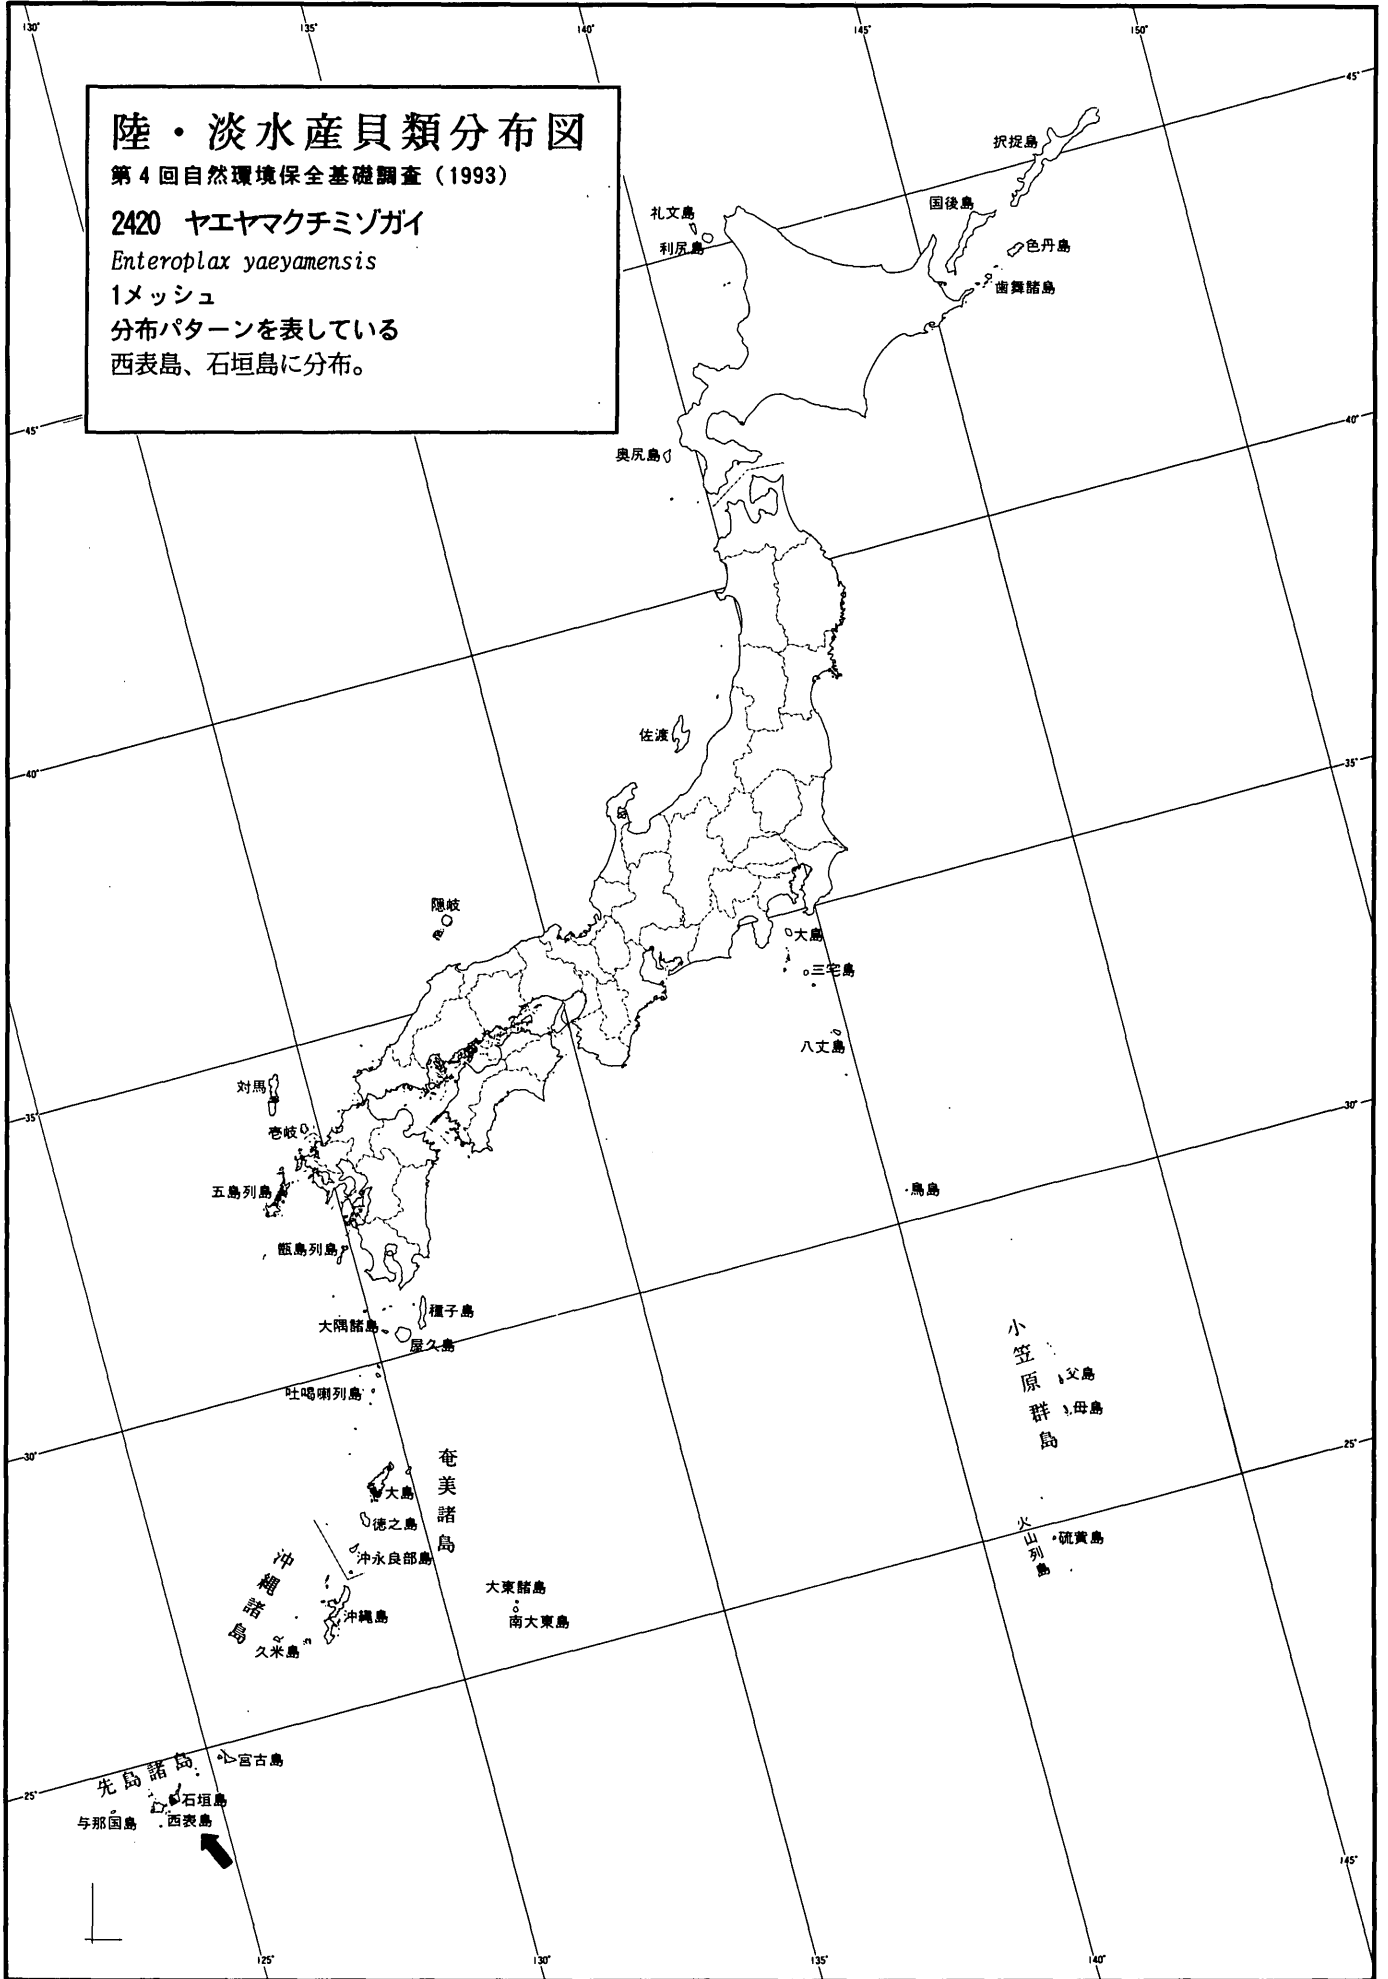 130°
135°
140°
145°
150°
陸・淡水産貝類分布図
第4回自然環境保全基礎調査（1993）
2420 ヤエヤマクチミゾガイ
Enteroplax yaeyamensis
1メッシュ
分布パターンを表している
西表島、石垣島に分布。
45°
択捉島
国後島
礼文島
利尻島
色丹島
歯舞諸島
40°
45°
奥尻島
佐渡
35°
40°
隠岐
大島
三宅島
八丈島
対馬
30°
35°
壱岐
五島列島
鳥島
甑島列島
種子島
大隅諸島
屋久島
小笠原群島
父島
吐噶喇列島
母島
25°
30°
奄美諸島
大島
徳之島
火山列島
硫黄島
沖永良部島
沖縄諸島
大東諸島
沖縄島
南大東島
久米島
宮古島
先島諸島
25°
石垣島
与那国島
西表島
145°
125°
130°
135°
140°